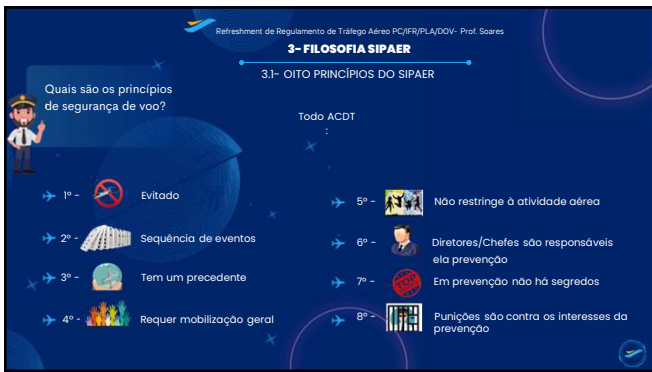 Refreshment de Regulamento de Tráfego Aéreo PC/IFR/PLA/DOV- Prof. Soares
3- FILOSOFIA SIPAER
3.1- OITO PRINCÍPIOS DO SIPAER
Quais são os princípios
de segurança de voo?
Todo ACDT
:
1º - Evitado
2º - Sequência de eventos
3º - Tem um precedente
4º - Requer mobilização geral
5º - Não restringe à atividade aérea
6º - Diretores/Chefes são responsáveis
ela prevenção
7º - TOP Em prevenção não há segredos
8º - Punições são contra os interesses da
prevenção